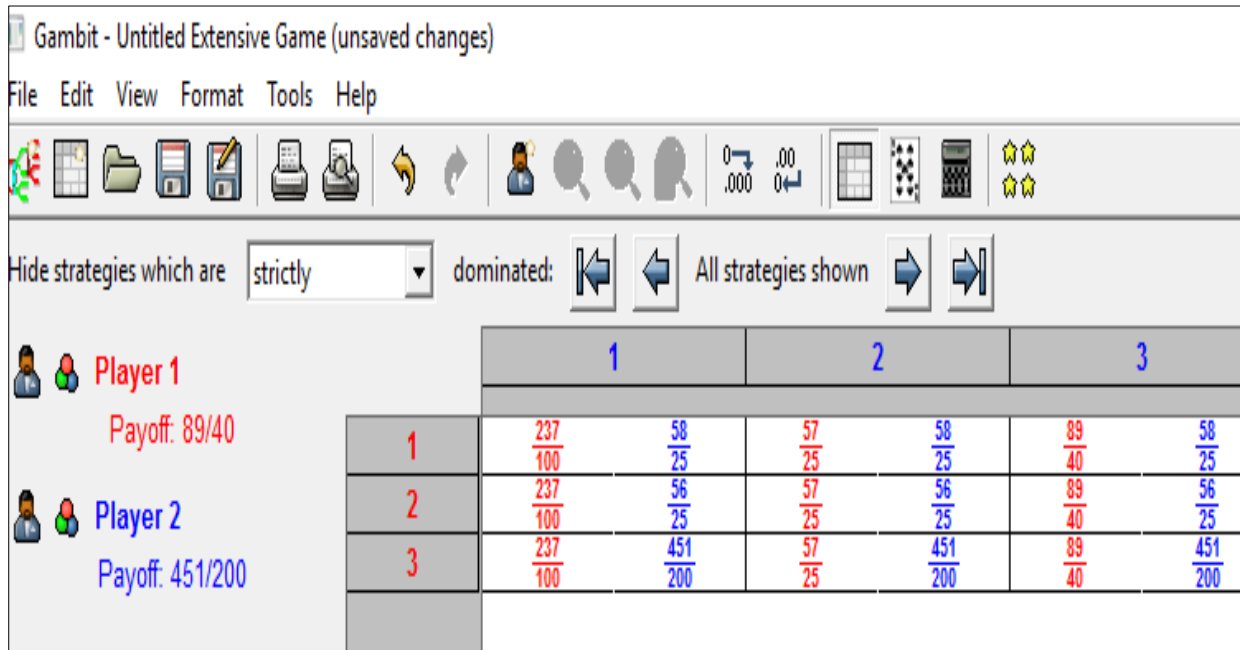 Gambit - Untitled Extensive Game (unsaved changes)
File Edit View Format Tools Help
0 .000 .00 0
Hide strategies which are strictly dominated: All strategies shown
Player 1
Payoff: 89/40
Player 2
Payoff: 451/200
1 2 3
1 237/100 58/25 57/25 58/25 89/40 58/25
2 237/100 56/25 57/25 56/25 89/40 56/25
3 237/100 451/200 57/25 451/200 89/40 451/200